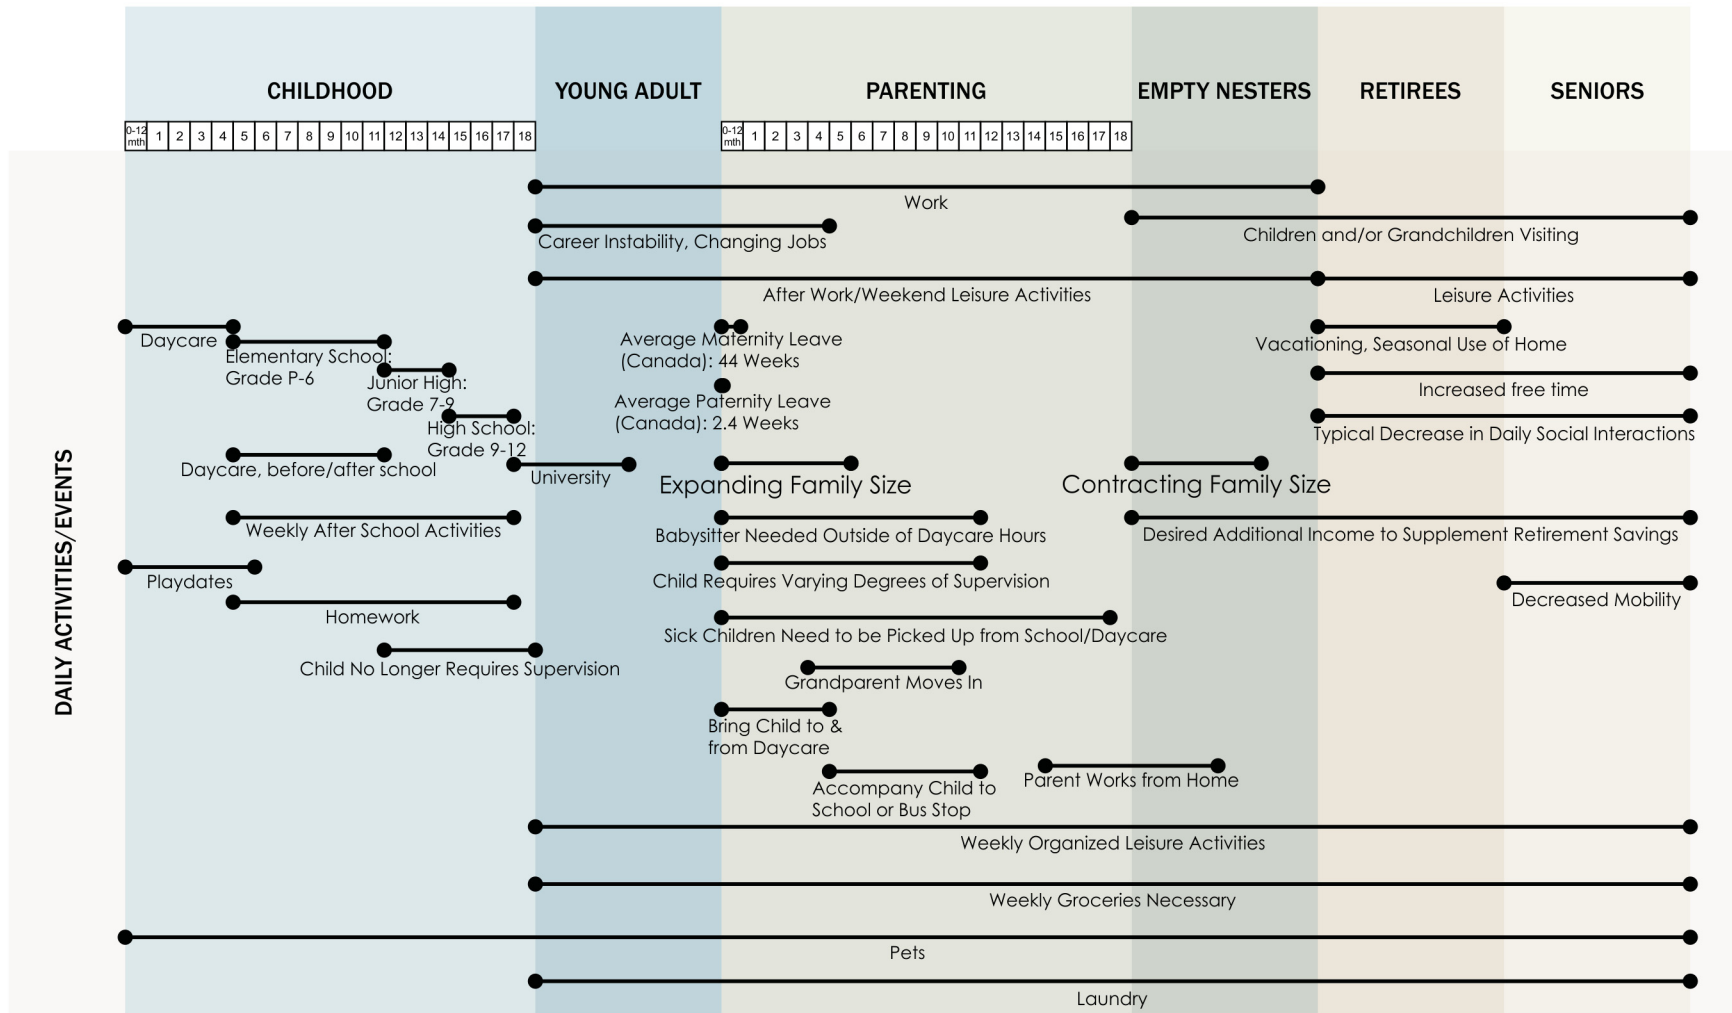 CHILDHOOD
YOUNG ADULT
PARENTING
EMPTY NESTERS
RETIREES
SENIORS
0-12 mth 1 2 3 4 5 6 7 8 9 10 11 12 13 14 15 16 17 18
0-12 mth 1 2 3 4 5 6 7 8 9 10 11 12 13 14 15 16 17 18
DAILY ACTIVITIES/EVENTS
Work
Career Instability, Changing Jobs
Children and/or Grandchildren Visiting
After Work/Weekend Leisure Activities
Leisure Activities
Daycare
Elementary School:
Grade P-6
Junior High:
Grade 7-9
High School:
Grade 9-12
Daycare, before/after school
University
Average Maternity Leave
(Canada): 44 Weeks
Average Paternity Leave
(Canada): 2.4 Weeks
Vacationing, Seasonal Use of Home
Increased free time
Typical Decrease in Daily Social Interactions
Expanding Family Size
Contracting Family Size
Weekly After School Activities
Babysitter Needed Outside of Daycare Hours
Desired Additional Income to Supplement Retirement Savings
Playdates
Child Requires Varying Degrees of Supervision
Decreased Mobility
Homework
Sick Children Need to be Picked Up from School/Daycare
Child No Longer Requires Supervision
Grandparent Moves In
Bring Child to &
from Daycare
Accompany Child to
School or Bus Stop
Parent Works from Home
Weekly Organized Leisure Activities
Weekly Groceries Necessary
Pets
Laundry